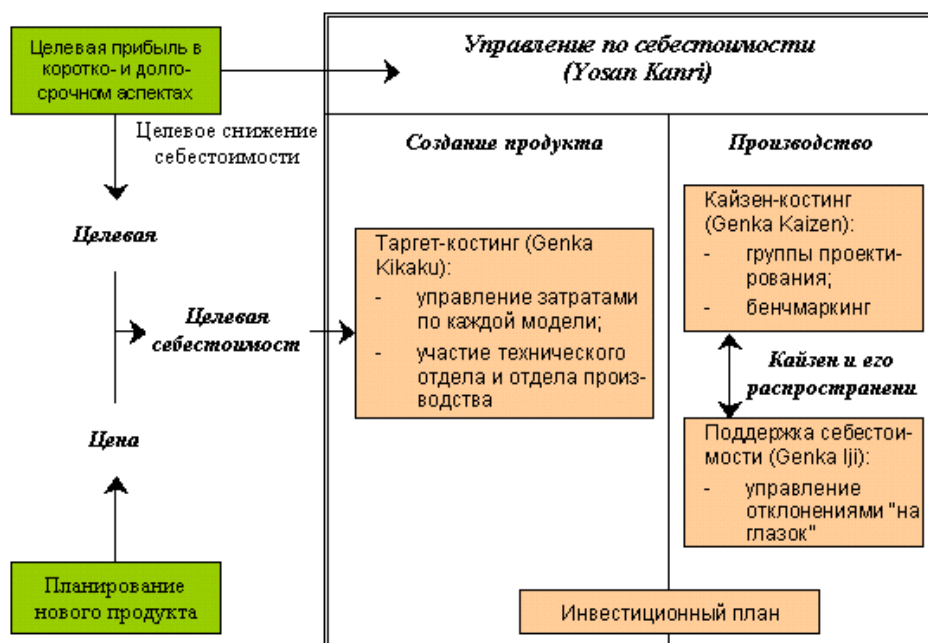 Целевая прибыль в
коротко- и долго-
срочном аспектах
Управление по себестоимости
(Yosan Kanri)
Целевое снижение
себестоимости
Создание продукта
Производство
Целевая
Таргет-костинг (Genka
Kikaku):
- управление затратами
по каждой модели;
- участие технического
отдела и отдела произ-
водства
Кайзен-костинг
(Genka Kaizen):
- группы проекти-
рования;
- бенчмаркинг
Целевая
себестоимост
Кайзен и его
распространени
Цена
Поддержка себестои-
мости (Genka Iji):
- управление
отклонениями "на
глазок"
Планирование
нового продукта
Инвестиционный план